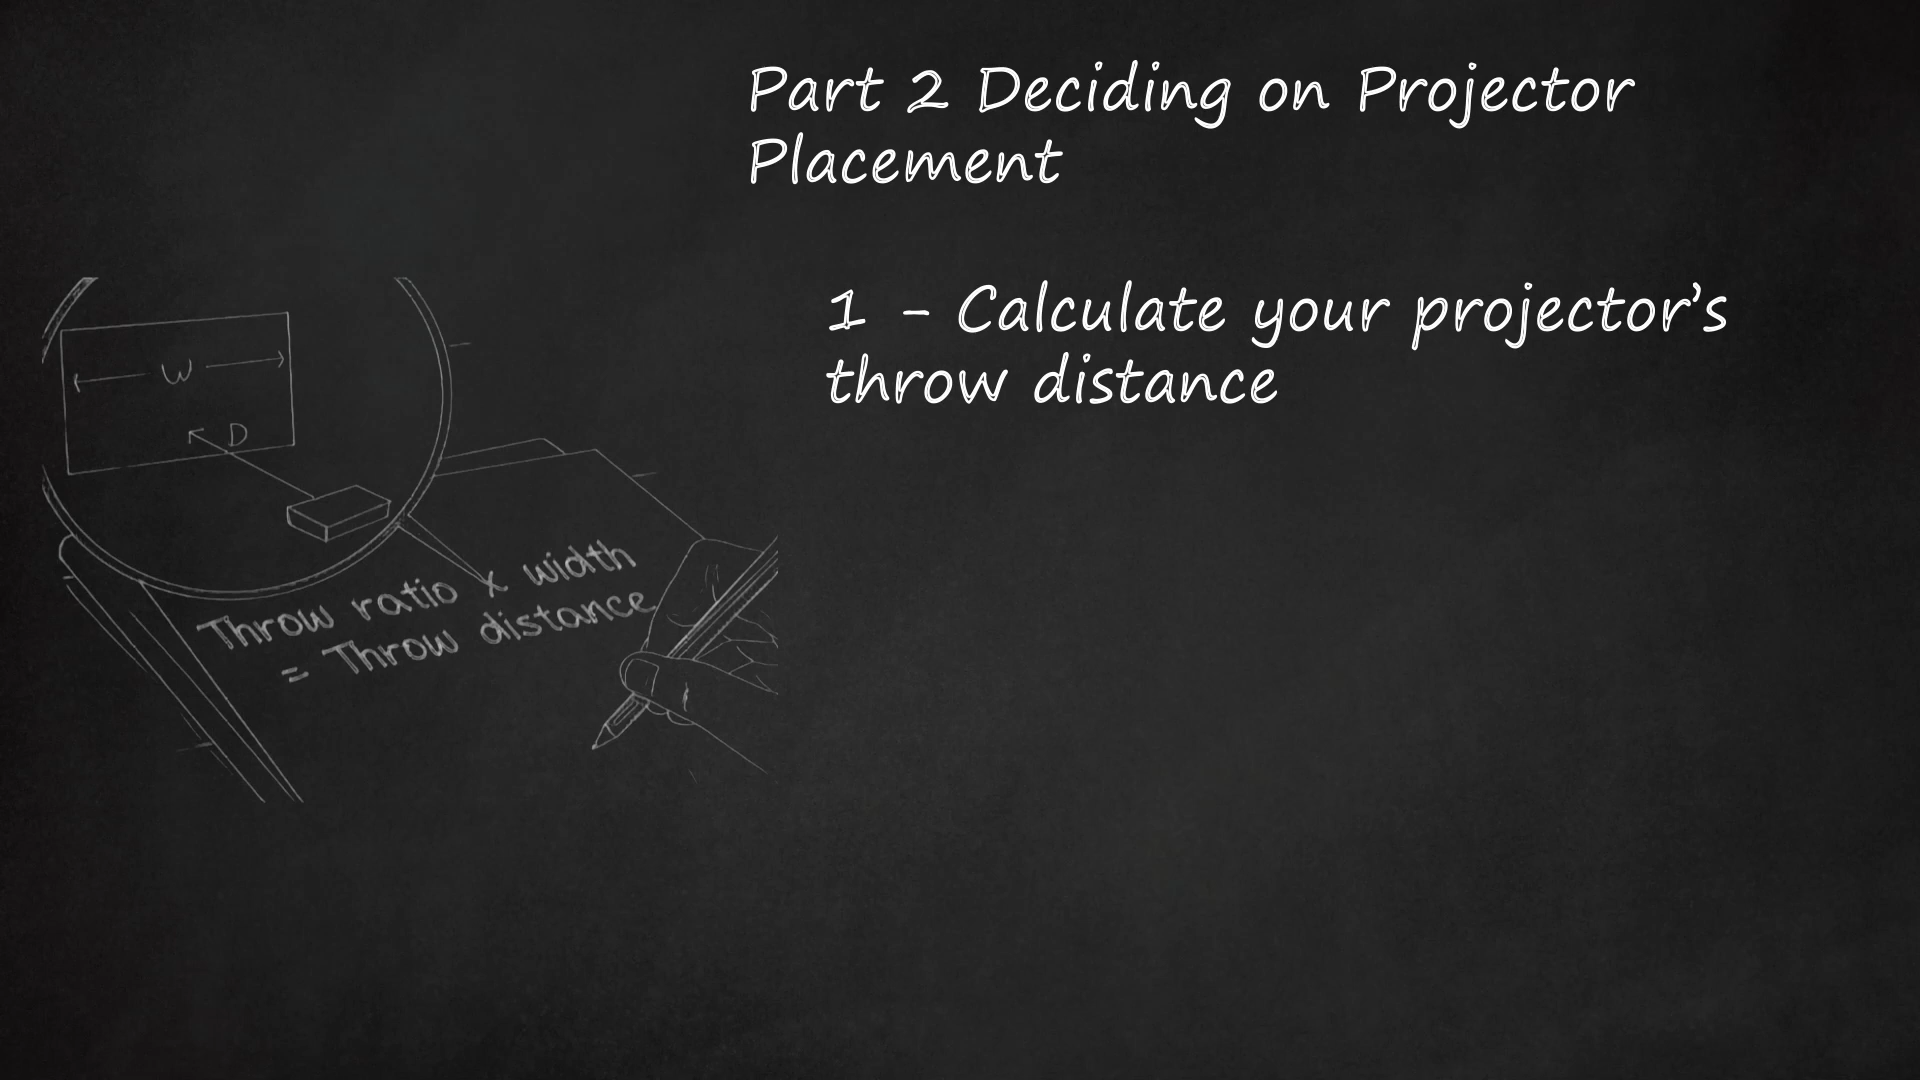 Part 2 Deciding on Projector
Placement
1 - Calculate your projector’s
throw distance
W
D
Throw ratio x width
= Throw distance